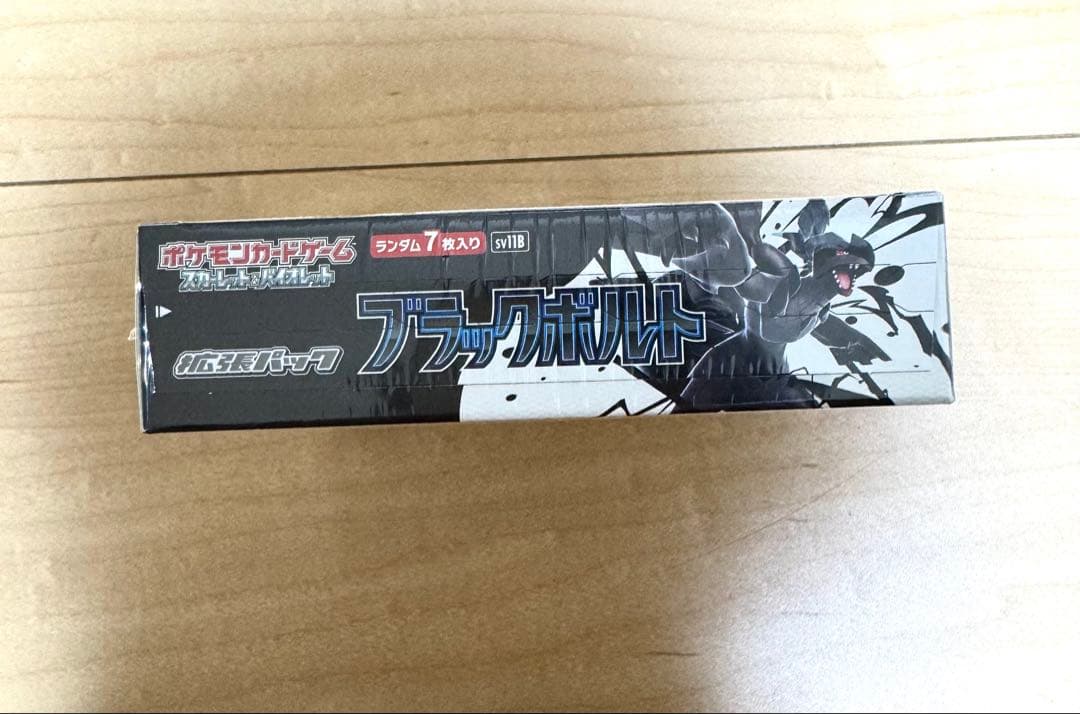 ポケモンカードゲーム
スカーレット&バイオレット
ランダム7枚入り
sv11B
ブラックボルト
拡張パック